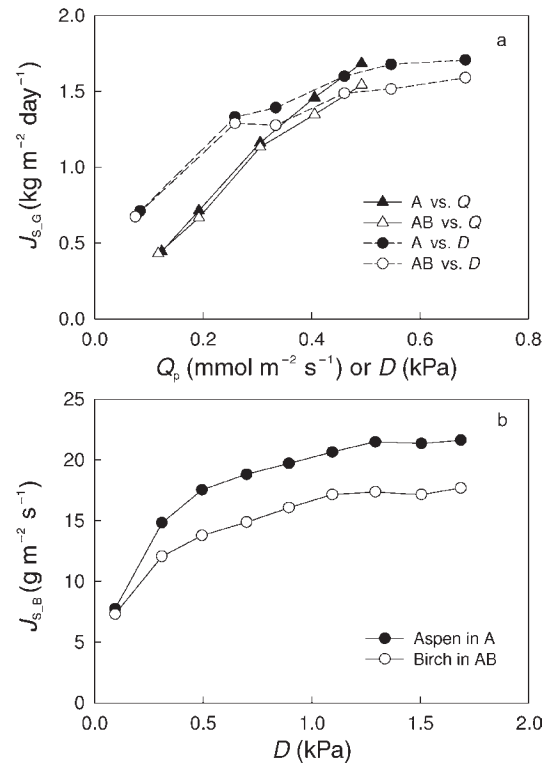 a
2.0
1.5
1.0
0.5
0.0
J_S_G (kg m⁻² day⁻¹)
A vs. Q
AB vs. Q
A vs. D
AB vs. D
0.0 0.2 0.4 0.6 0.8
Q_p (mmol m⁻² s⁻¹) or D (kPa)
b
25
20
15
10
5
0
J_S_B (g m⁻² s⁻¹)
Aspen in A
Birch in AB
0.0 0.5 1.0 1.5 2.0
D (kPa)